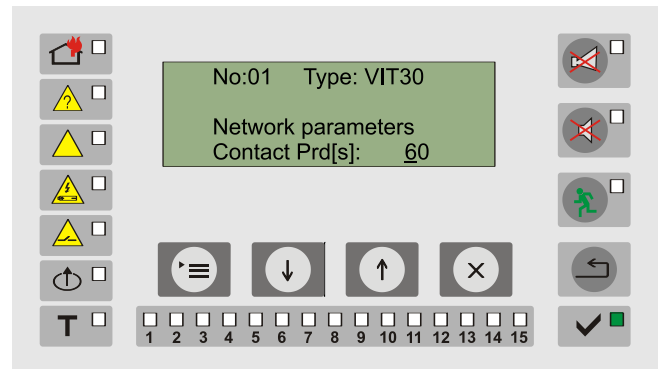 No:01 Type: VIT30
Network parameters
Contact Prd[s]: 60
?
T
1 2 3 4 5 6 7 8 9 10 11 12 13 14 15